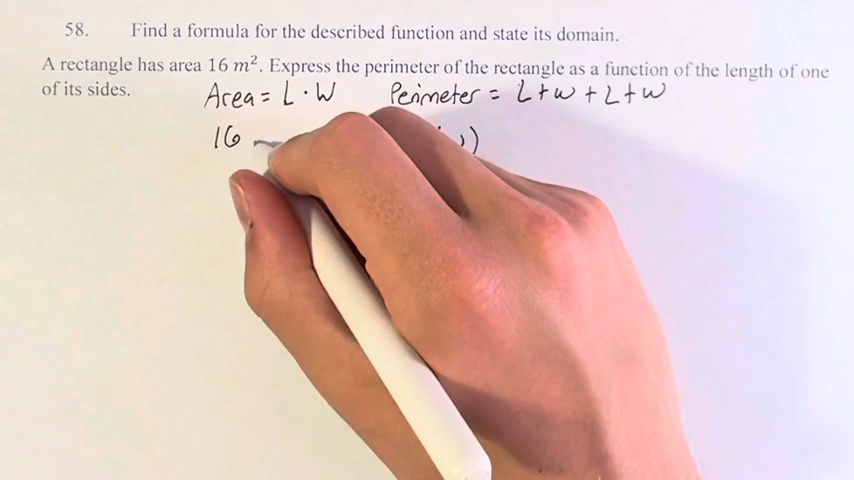 58. Find a formula for the described function and state its domain.
A rectangle has area 16 m². Express the perimeter of the rectangle as a function of the length of one
of its sides. Area = L · W Perimeter = L + w + L + w
16 )